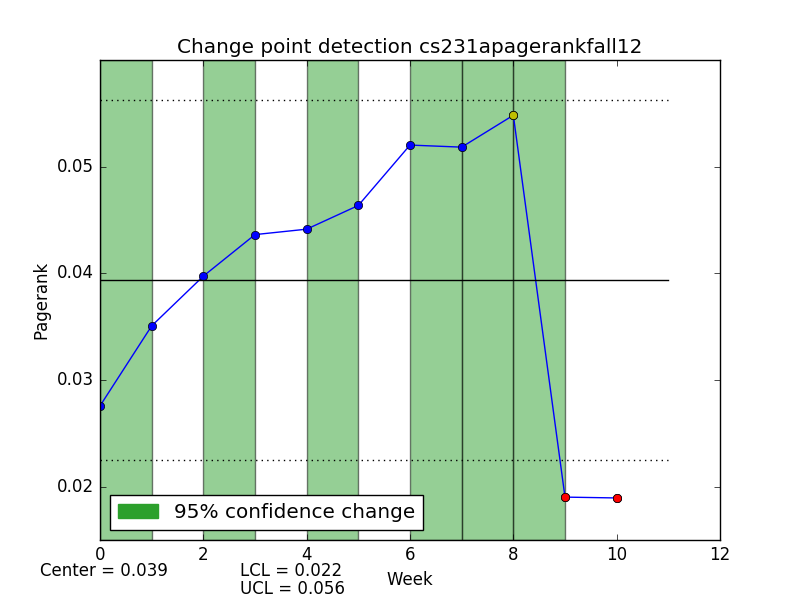 Change point detection cs231apagerankfall12
Pagerank
0.05
0.04
0.03
0.02
95% confidence change
0 2 4 6 8 10 12
Week
Center = 0.039
LCL = 0.022
UCL = 0.056